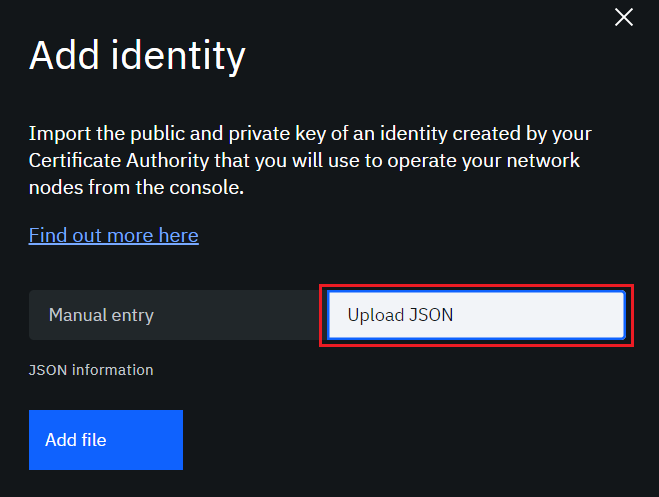 Add identity
Import the public and private key of an identity created by your
Certificate Authority that you will use to operate your network
nodes from the console.
Find out more here
Manual entry
Upload JSON
JSON information
Add file